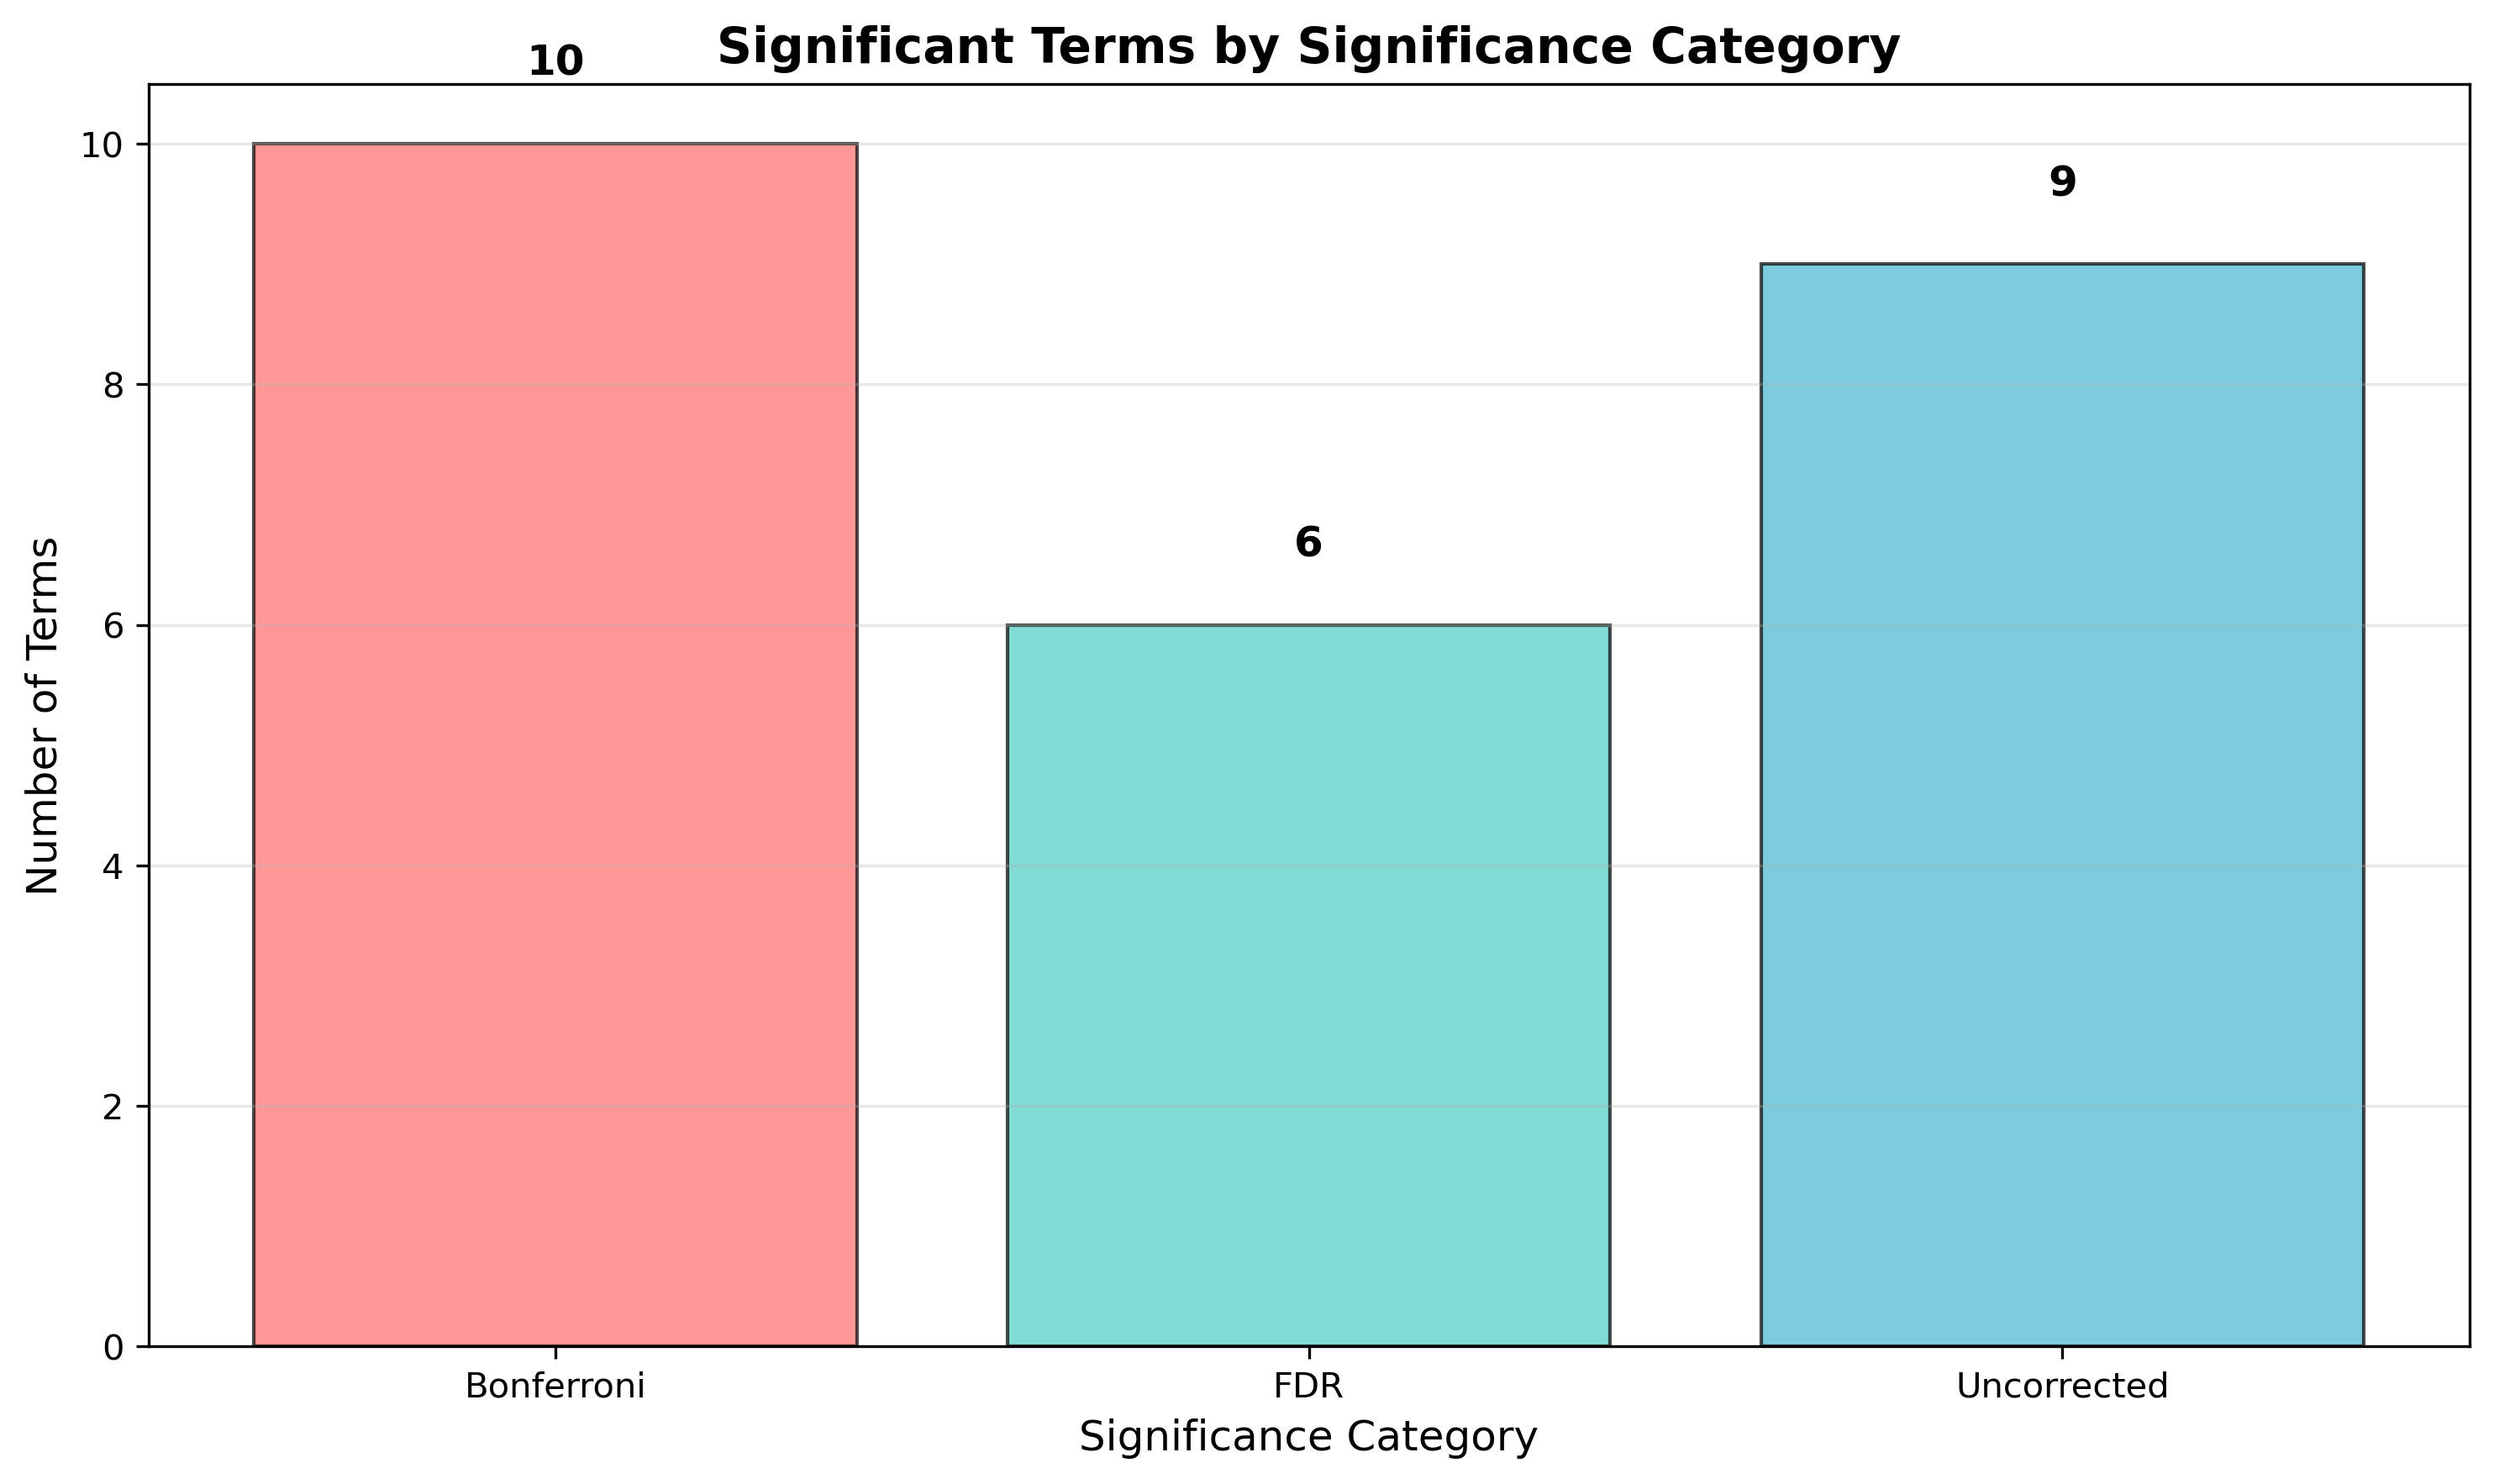 Significant Terms by Significance Category
10
9
6
Number of Terms
10
8
6
4
2
0
Bonferroni
FDR
Uncorrected
Significance Category